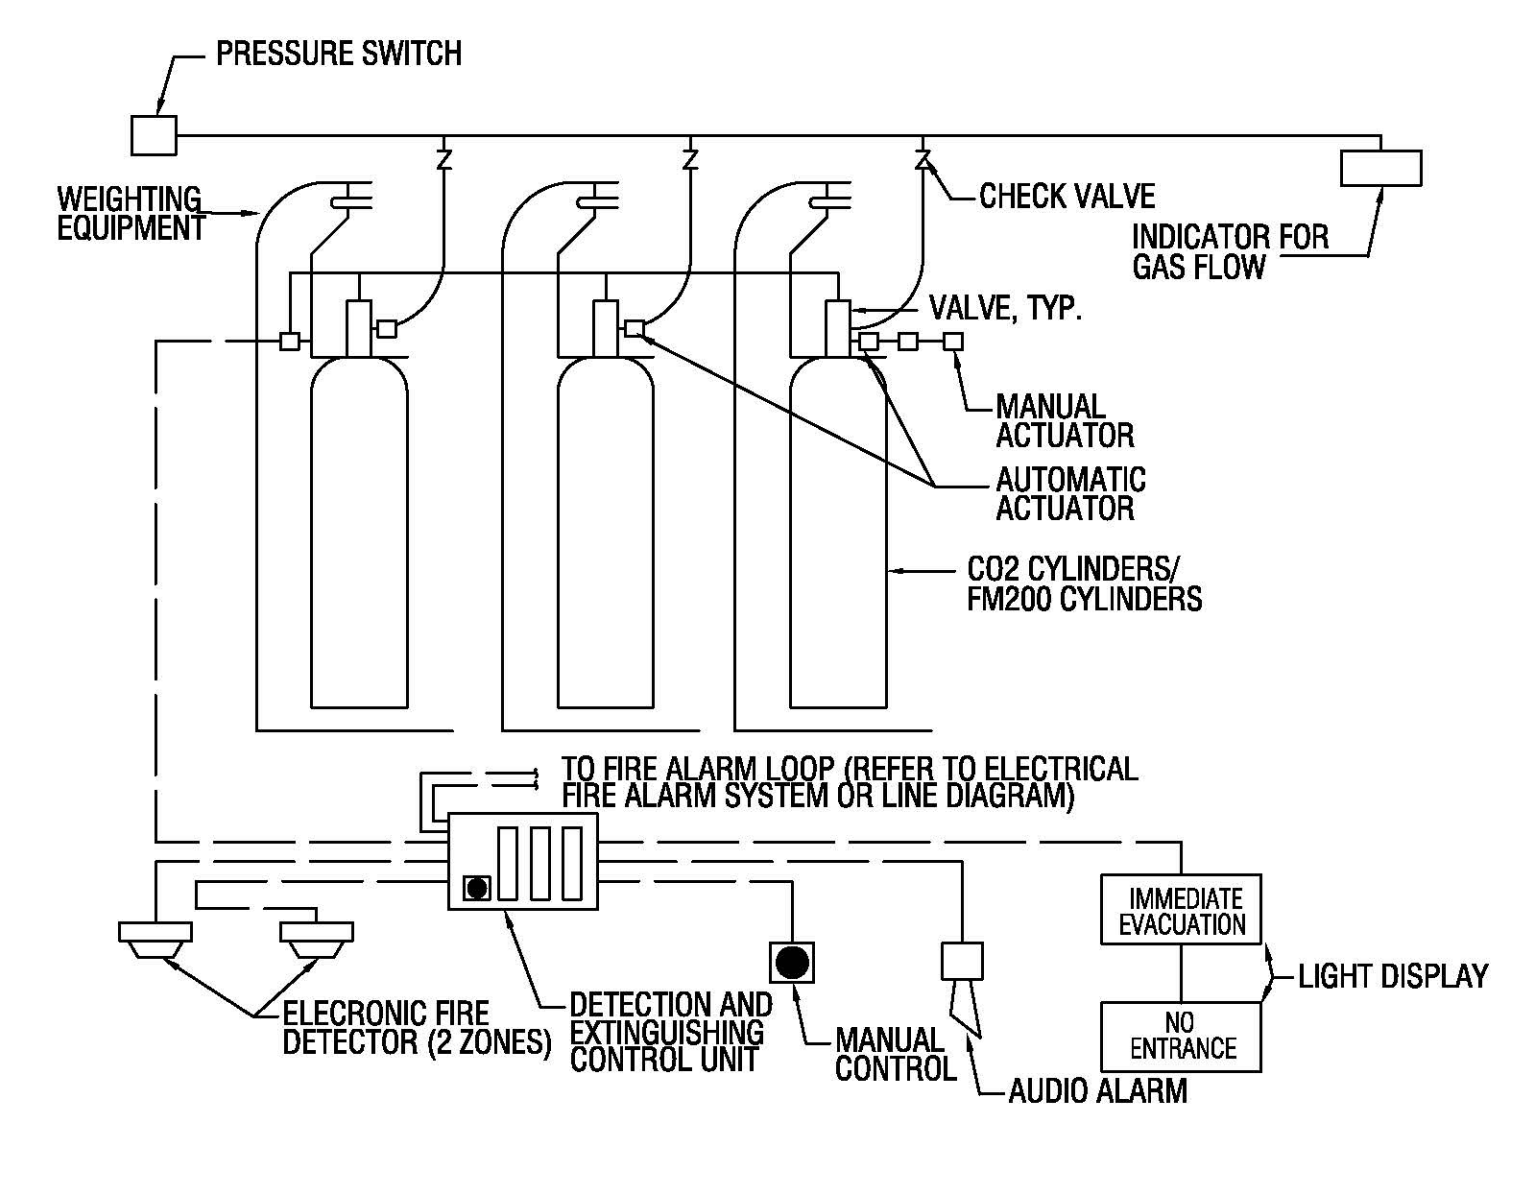 PRESSURE SWITCH
WEIGHTING
EQUIPMENT
CHECK VALVE
INDICATOR FOR
GAS FLOW
VALVE, TYP.
MANUAL
ACTUATOR
AUTOMATIC
ACTUATOR
CO2 CYLINDERS/
FM200 CYLINDERS
TO FIRE ALARM LOOP (REFER TO ELECTRICAL
FIRE ALARM SYSTEM OR LINE DIAGRAM)
IMMEDIATE
EVACUATION
LIGHT DISPLAY
NO
ENTRANCE
ELECRONIC FIRE
DETECTOR (2 ZONES)
DETECTION AND
EXTINGUISHING
CONTROL UNIT
MANUAL
CONTROL
AUDIO ALARM